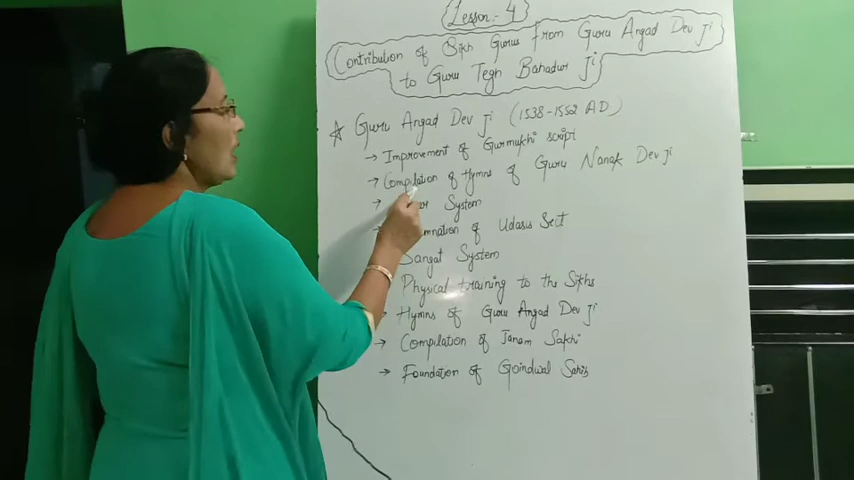 Lesson - 4
Contribution of Sikh Gurus from Guru Angad Dev Ji
to Guru Tegh Bahadur Ji
☆ Guru Angad Dev Ji (1538-1552 AD)
→ Improvement of Gurmukhi script
→ Compilation of Hymns of Guru Nanak Dev ji
→ System
of Udasis Sect
Sangat System
Physical training to the Sikhs
Hymns of Guru Angad Dev Ji
→ Compilation of Janam Sakhi
→ Foundation of Goindwal Sahib